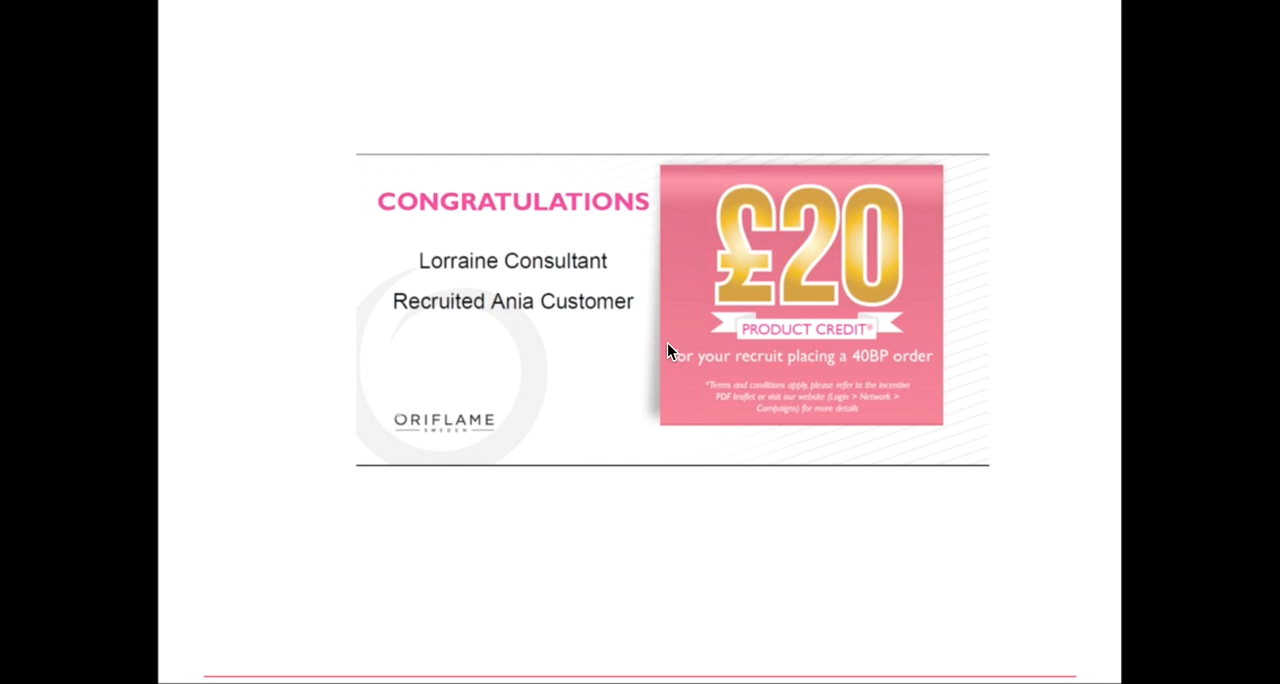 CONGRATULATIONS
Lorraine Consultant
Recruited Ania Customer
ORIFLAME
SWEDEN
£20
PRODUCT CREDIT*
for your recruit placing a 40BP order
*Terms and conditions apply, please refer to the incentive
PDF leaflet or visit our website (Login > Network >
Campaigns) for more details